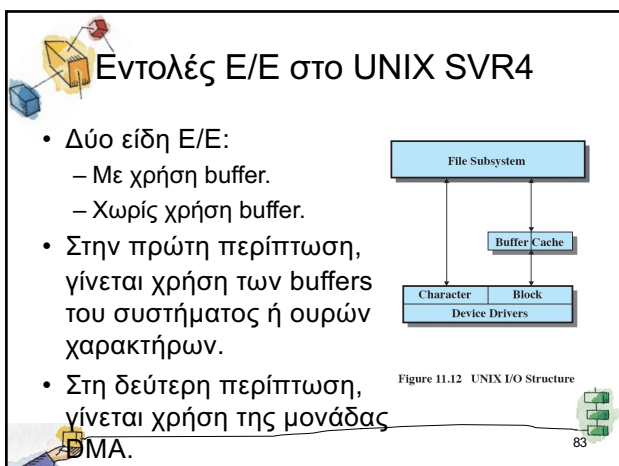 Εντολές Ε/Ε στο UNIX SVR4
• Δύο είδη Ε/Ε:
– Με χρήση buffer.
– Χωρίς χρήση buffer.
• Στην πρώτη περίπτωση,
γίνεται χρήση των buffers
του συστήματος ή ουρών
χαρακτήρων.
• Στη δεύτερη περίπτωση,
γίνεται χρήση της μονάδας
DMA.
File Subsystem
Buffer Cache
Character Block
Device Drivers
Figure 11.12 UNIX I/O Structure
83